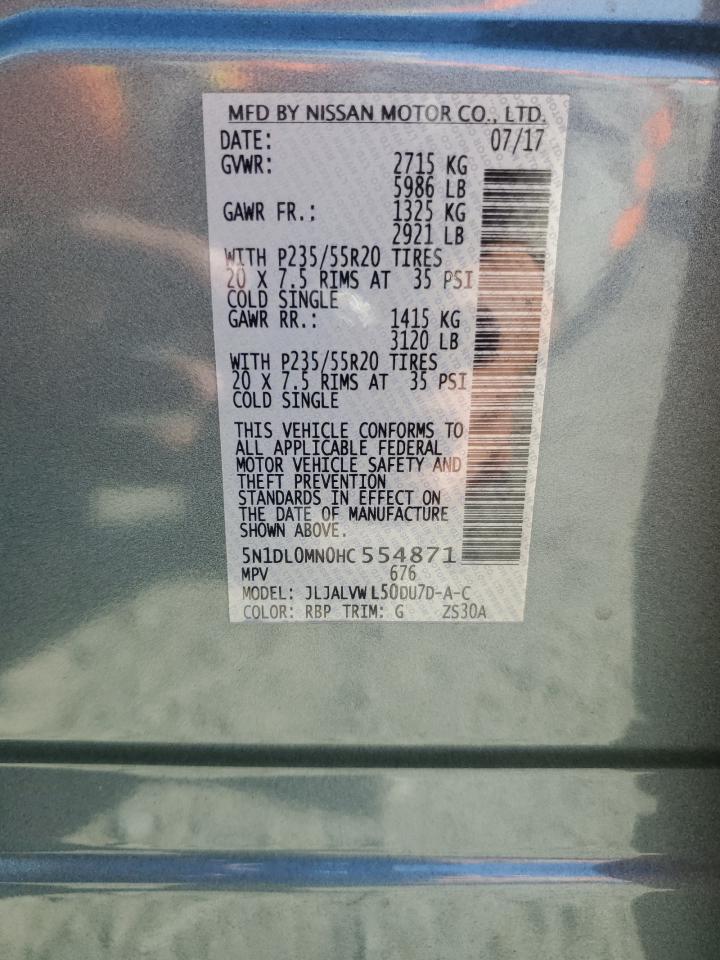 MFD BY NISSAN MOTOR CO., LTD.
DATE: 07/17
GVWR: 2715 KG
5986 LB
GAWR FR.: 1325 KG
2921 LB
WITH P235/55R20 TIRES
20 X 7.5 RIMS AT 35 PSI
COLD SINGLE
GAWR RR.: 1415 KG
3120 LB
WITH P235/55R20 TIRES
20 X 7.5 RIMS AT 35 PSI
COLD SINGLE
THIS VEHICLE CONFORMS TO
ALL APPLICABLE FEDERAL
MOTOR VEHICLE SAFETY AND
THEFT PREVENTION
STANDARDS IN EFFECT ON
THE DATE OF MANUFACTURE
SHOWN ABOVE.
5N1DL0MN0HC554871
MPV 676
MODEL: JLJALVWL50DU7D-A-C
COLOR: RBP TRIM: G ZS30A